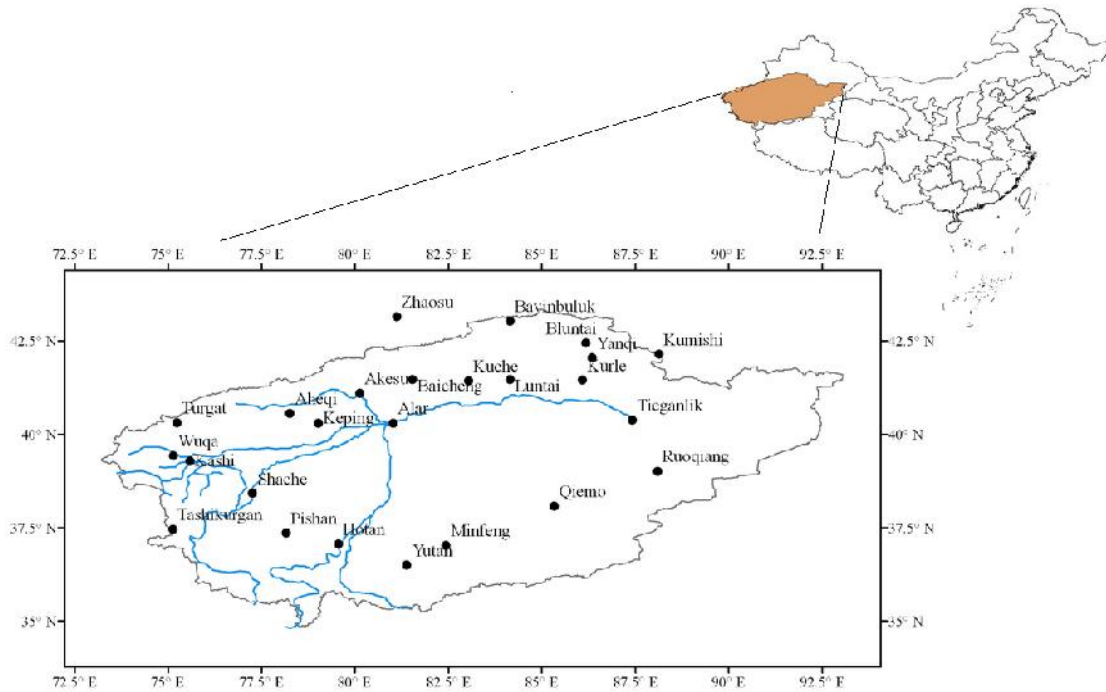 72.5° E 75° E 77.5° E 80° E 82.5° E 85° E 87.5° E 90° E 92.5° E
Zhaosu
Bayinbuluk
Bluntai
42.5° N
Yanqi
Kumishi
42.5° N
Kuche
Kurle
Akesu
Baicheng
Luntai
Aheqi
Turgat
Keping
Alar
Tieganlik
40° N
40° N
Wuqa
Kashi
Ruoqiang
Shache
Qiemo
Tashixurgan
Pishan
37.5° N
37.5° N
Hotan
Minfeng
Yutan
35° N
35° N
72.5° E 75° E 77.5° E 80° E 82.5° E 85° E 87.5° E 90° E 92.5° E